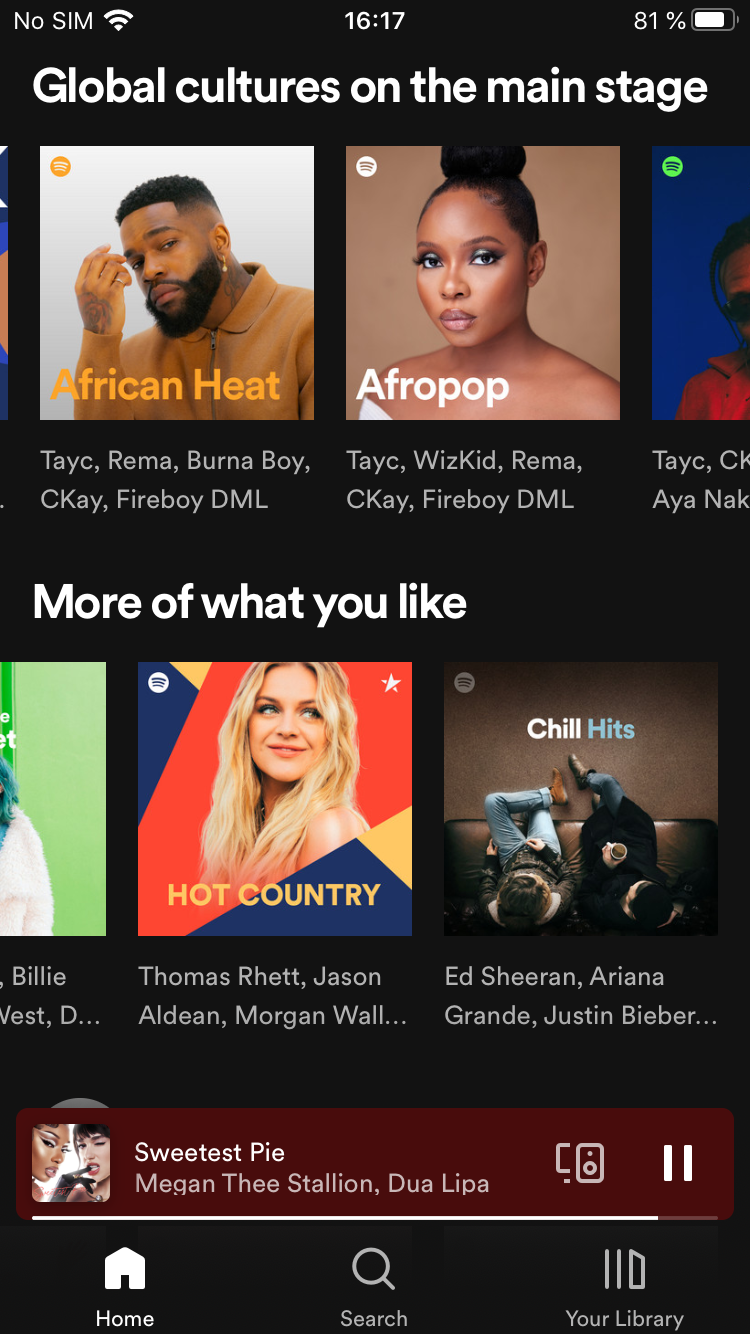 No SIM 16:17 81 %
Global cultures on the main stage
African Heat
Afropop
Tayc, Rema, Burna Boy,
CKay, Fireboy DML
Tayc, WizKid, Rema,
CKay, Fireboy DML
Tayc, CK
Aya Nak
More of what you like
HOT COUNTRY
Chill Hits
, Billie
West, D...
Thomas Rhett, Jason
Aldean, Morgan Wall...
Ed Sheeran, Ariana
Grande, Justin Bieber...
Sweetest Pie
Megan Thee Stallion, Dua Lipa
Home
Search
Your Library